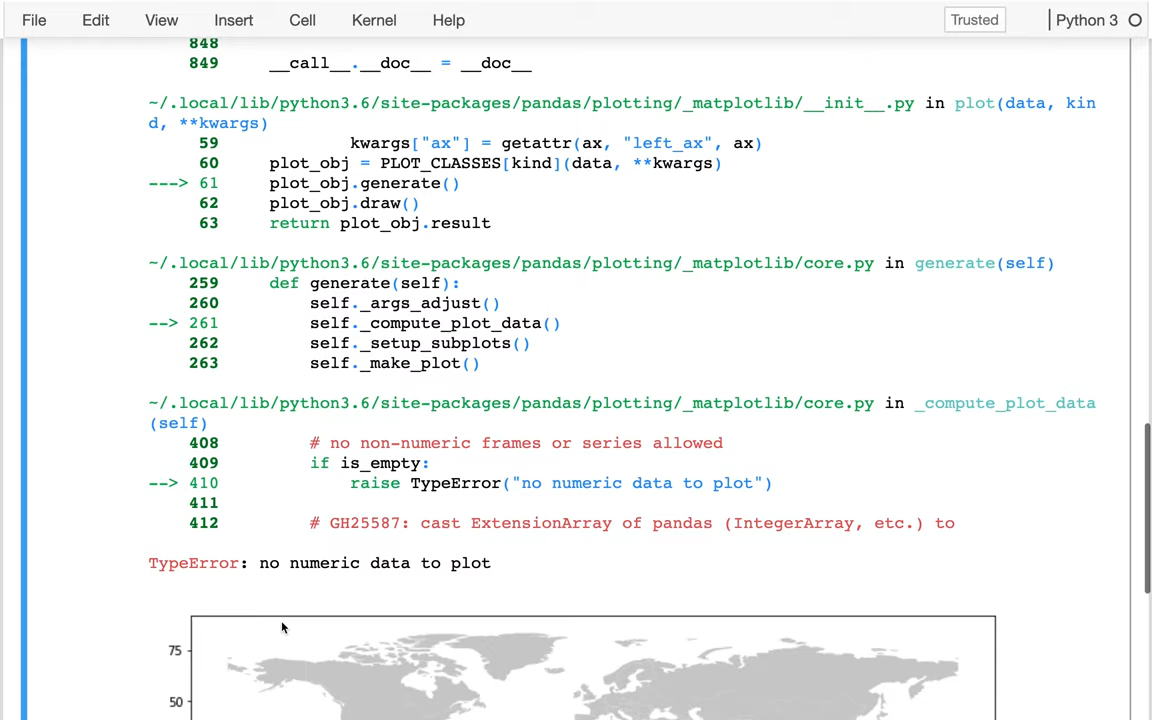 File Edit View Insert Cell Kernel Help Trusted Python 3
848
849 __call__.__doc__ = __doc__
~/.local/lib/python3.6/site-packages/pandas/plotting/_matplotlib/__init__.py in plot(data, kin
d, **kwargs)
59 kwargs["ax"] = getattr(ax, "left_ax", ax)
60 plot_obj = PLOT_CLASSES[kind](data, **kwargs)
---> 61 plot_obj.generate()
62 plot_obj.draw()
63 return plot_obj.result
~/.local/lib/python3.6/site-packages/pandas/plotting/_matplotlib/core.py in generate(self)
259 def generate(self):
260 self._args_adjust()
--> 261 self._compute_plot_data()
262 self._setup_subplots()
263 self._make_plot()
~/.local/lib/python3.6/site-packages/pandas/plotting/_matplotlib/core.py in _compute_plot_data
(self)
408 # no non-numeric frames or series allowed
409 if is_empty:
--> 410 raise TypeError("no numeric data to plot")
411
412 # GH25587: cast ExtensionArray of pandas (IntegerArray, etc.) to
TypeError: no numeric data to plot
75
50